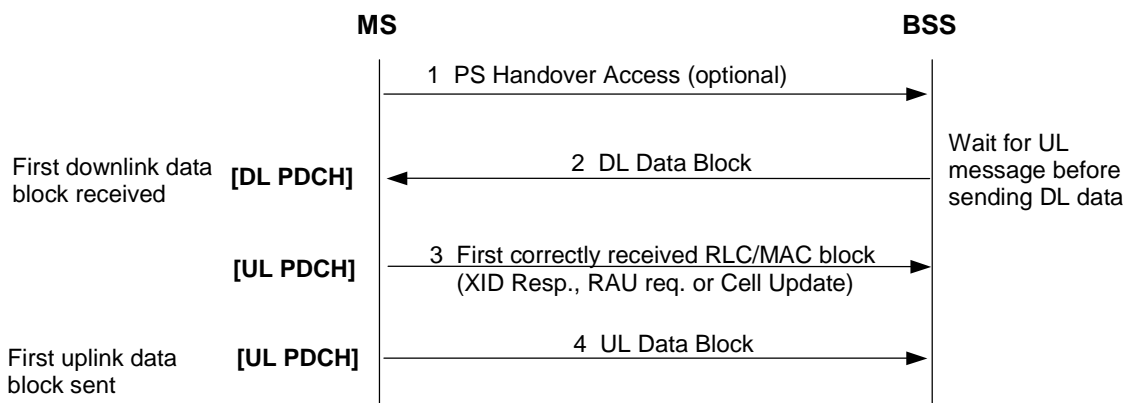 MS
BSS
1 PS Handover Access (optional)
First downlink data
block received
[DL PDCH]
2 DL Data Block
Wait for UL
message before
sending DL data
[UL PDCH]
3 First correctly received RLC/MAC block
(XID Resp., RAU req. or Cell Update)
First uplink data
block sent
[UL PDCH]
4 UL Data Block